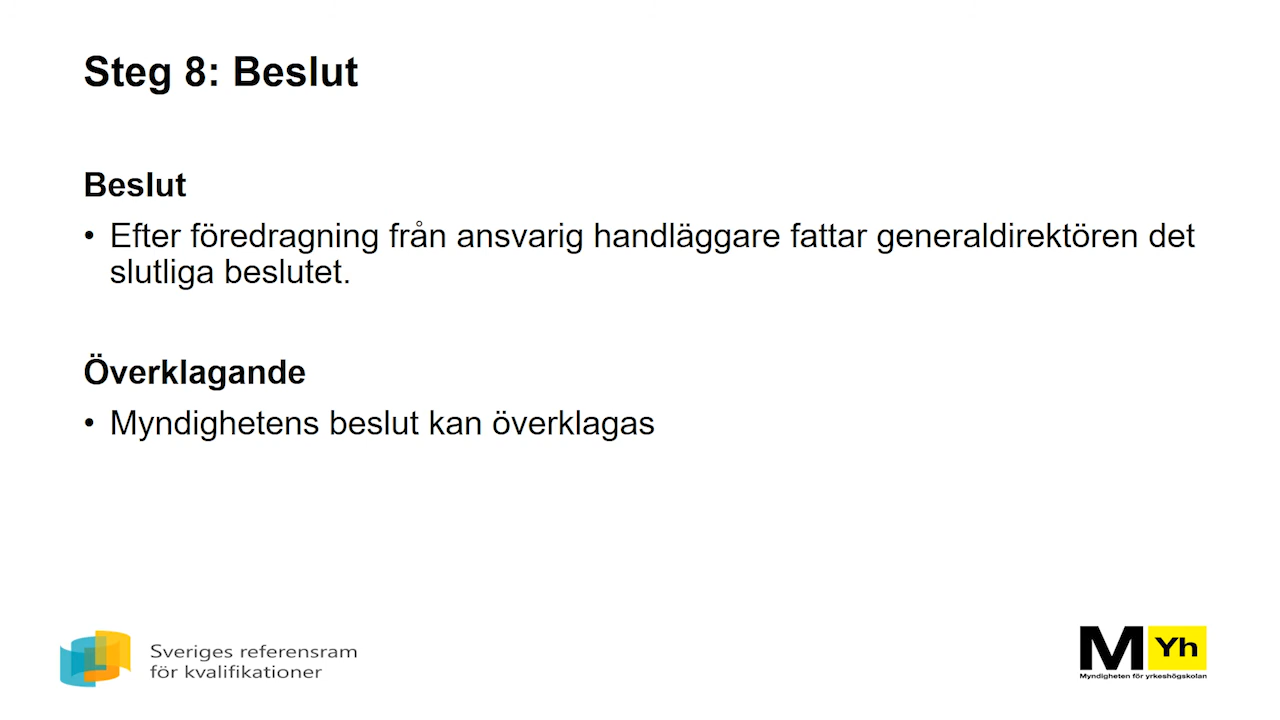 Steg 8: Beslut
Beslut
• Efter föredragning från ansvarig handläggare fattar generaldirektören det
slutliga beslutet.
Överklagande
• Myndighetens beslut kan överklagas
Sveriges referensram
för kvalifikationer
M Yh
Myndigheten för yrkeshögskolan